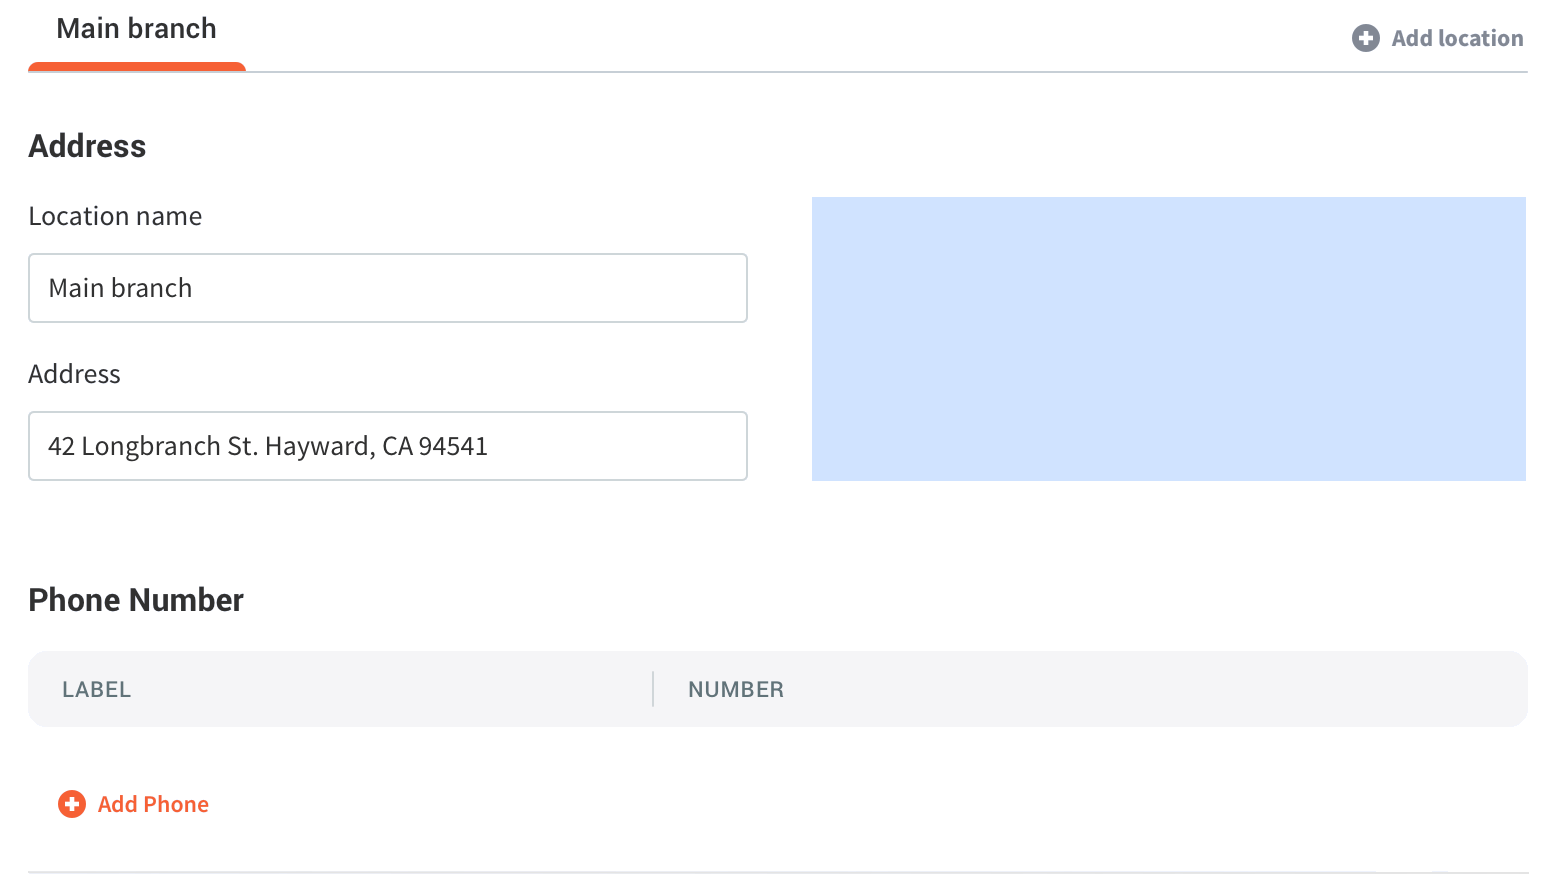 Main branch
Add location
Address
Location name
Main branch
Address
42 Longbranch St. Hayward, CA 94541
Phone Number
LABEL NUMBER
Add Phone